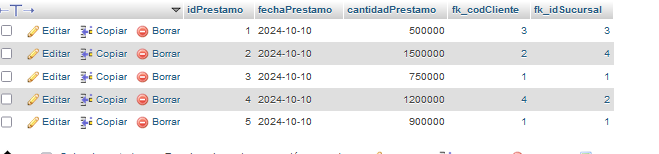 idPrestamo fechaPrestamo cantidadPrestamo fk_codCliente fk_idSucursal
Editar Copiar Borrar 1 2024-10-10 500000 3 3
Editar Copiar Borrar 2 2024-10-10 1500000 2 4
Editar Copiar Borrar 3 2024-10-10 750000 1 1
Editar Copiar Borrar 4 2024-10-10 1200000 4 2
Editar Copiar Borrar 5 2024-10-10 900000 1 1